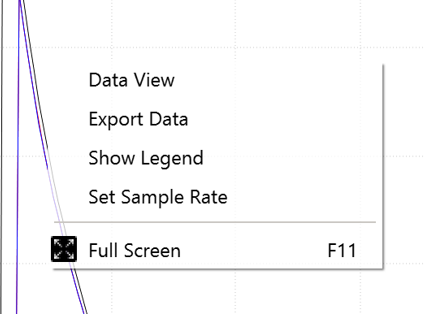 Data View
Export Data
Show Legend
Set Sample Rate
Full Screen F11